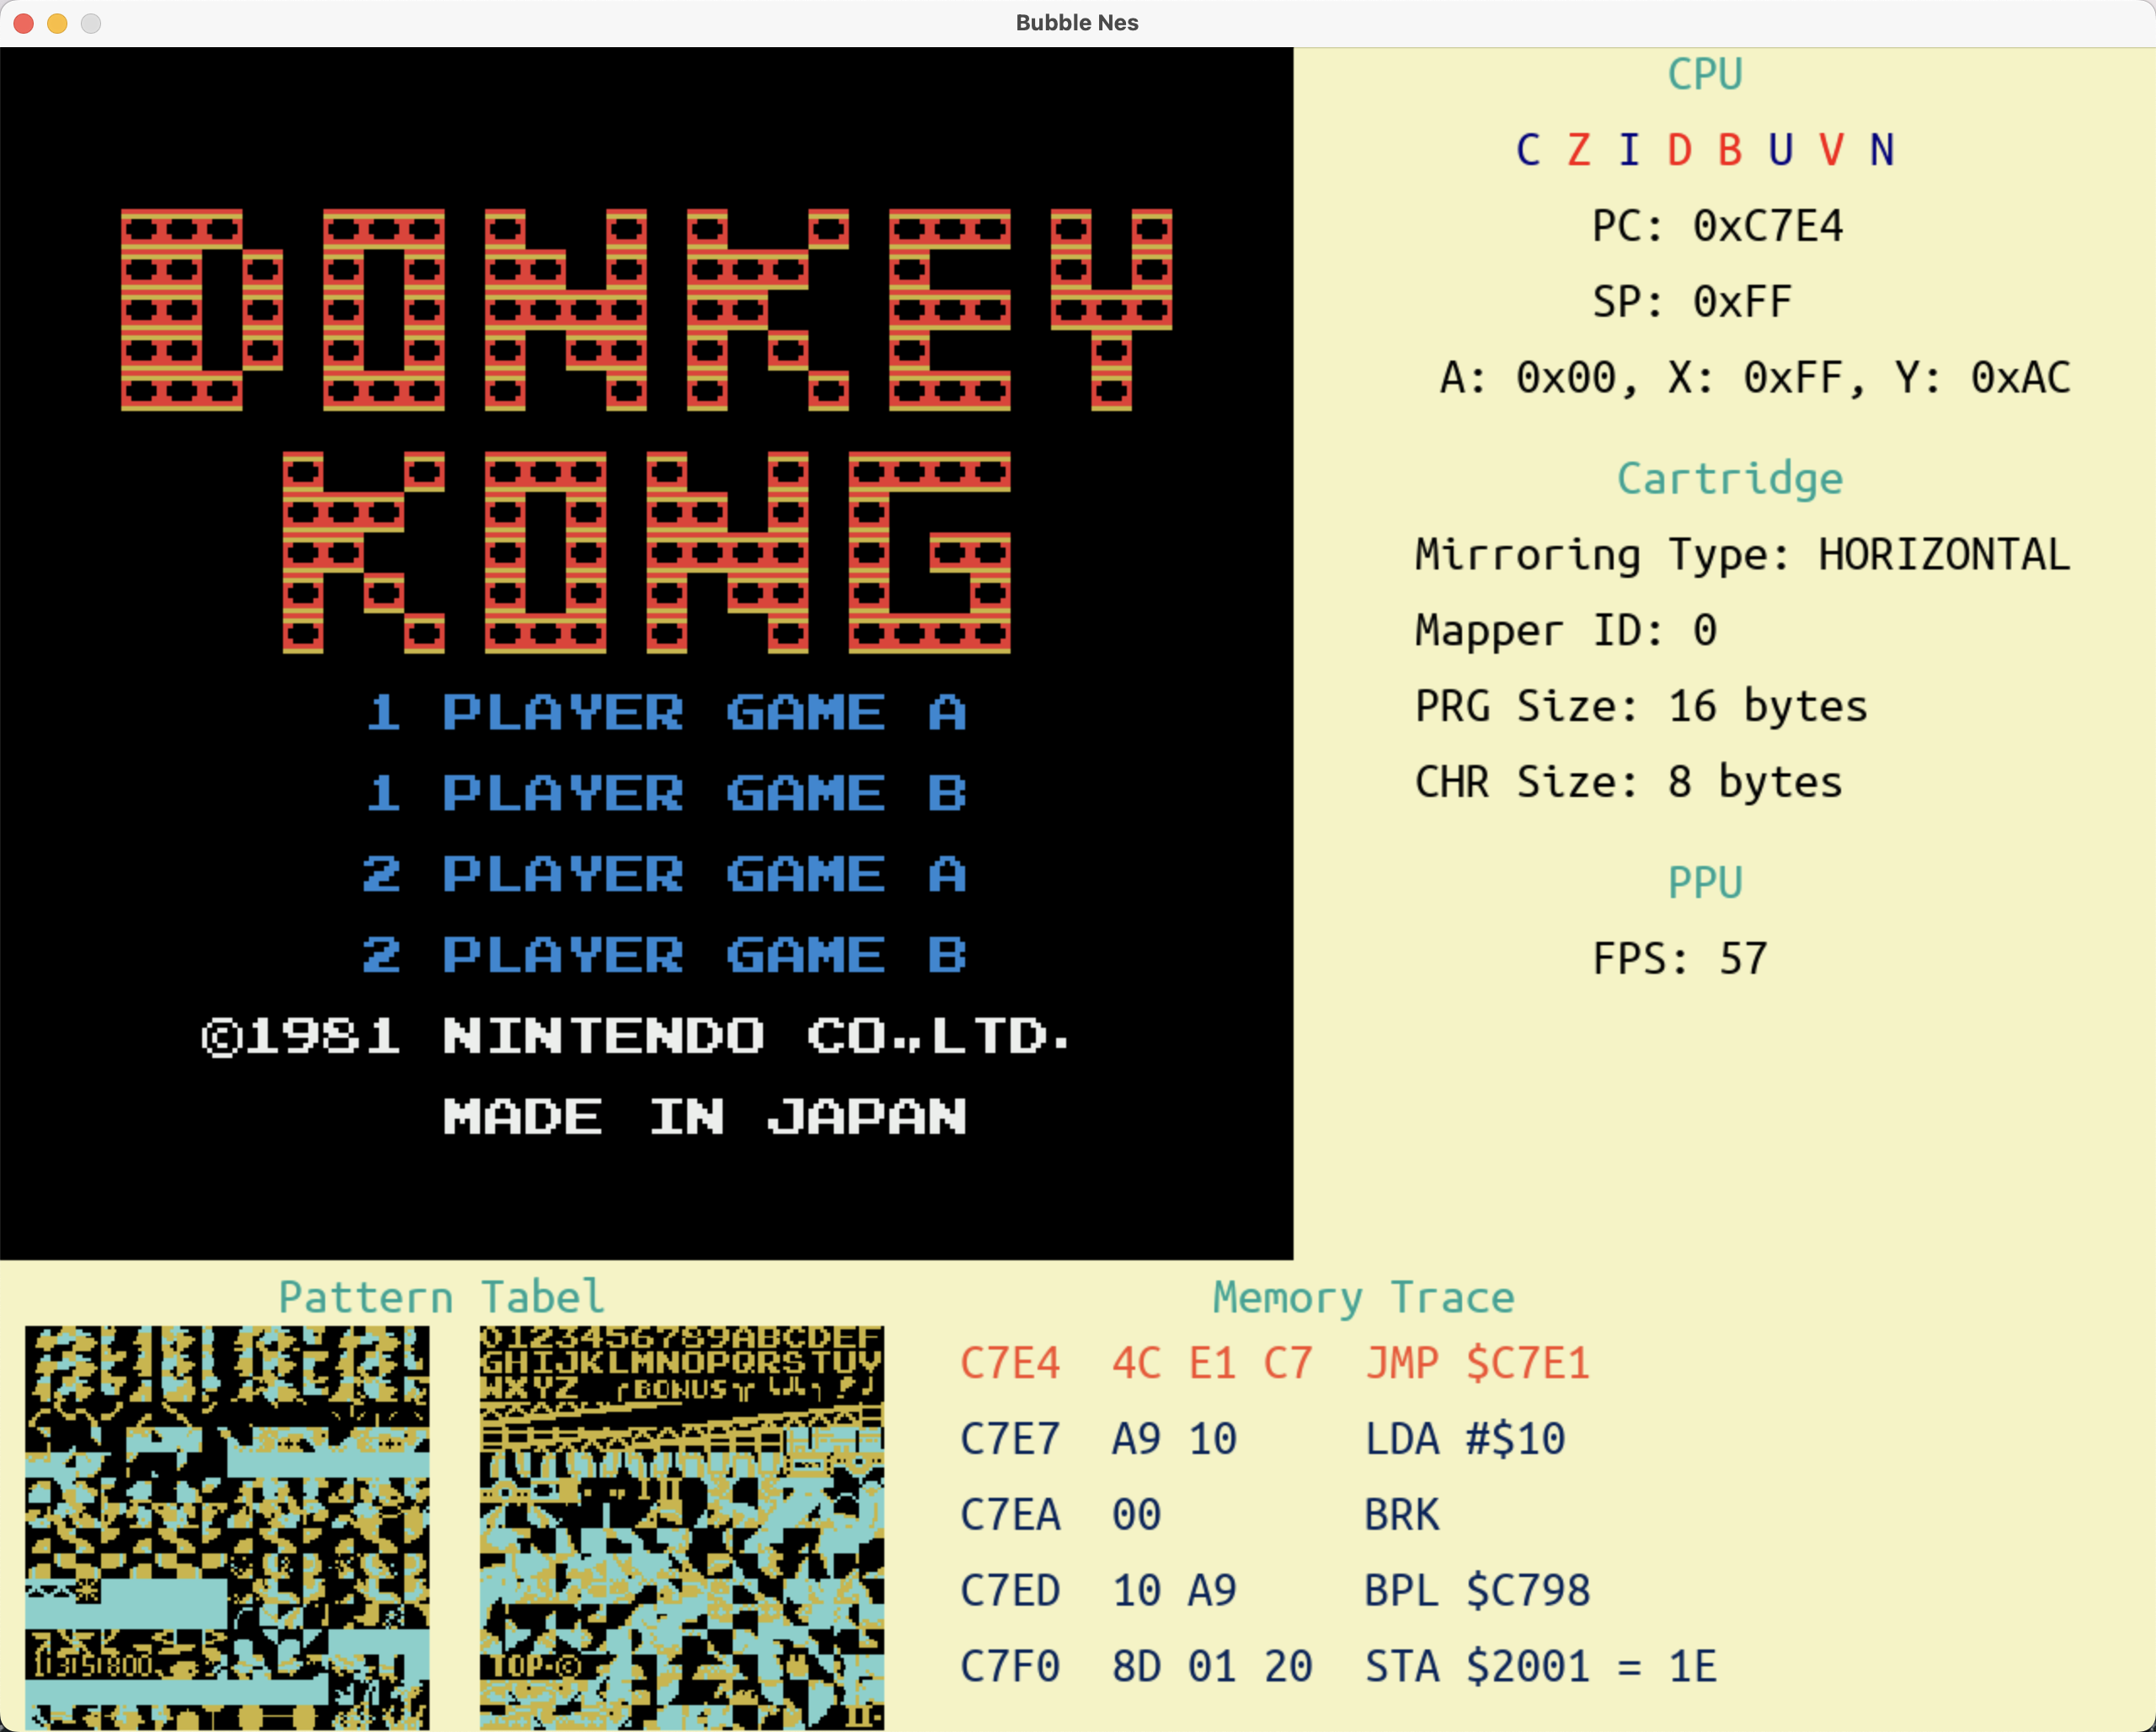 Bubble Nes
DONKEY
KONG
1 PLAYER GAME A
1 PLAYER GAME B
2 PLAYER GAME A
2 PLAYER GAME B
©1981 NINTENDO CO.,LTD.
MADE IN JAPAN
CPU
C Z I D B U V N
PC: 0xC7E4
SP: 0xFF
A: 0x00, X: 0xFF, Y: 0xAC
Cartridge
Mirroring Type: HORIZONTAL
Mapper ID: 0
PRG Size: 16 bytes
CHR Size: 8 bytes
PPU
FPS: 57
Pattern Tabel
0123456789ABCDEF
GHIJKLMNOPQRSTUV
WXYZ BONUS
TOP-©
Memory Trace
C7E4 4C E1 C7 JMP $C7E1
C7E7 A9 10 LDA #$10
C7EA 00 BRK
C7ED 10 A9 BPL $C798
C7F0 8D 01 20 STA $2001 = 1E